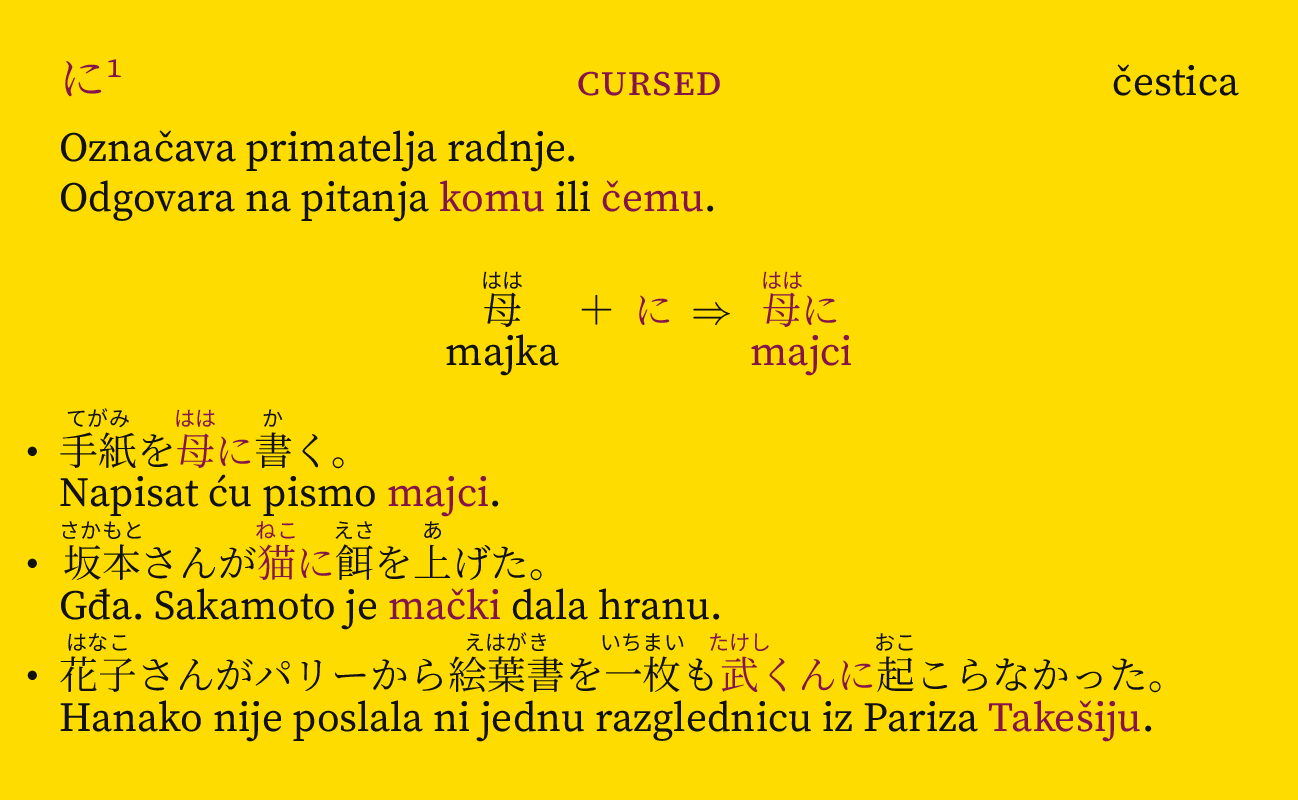 に¹ CURSED čestica
Označava primatelja radnje.
Odgovara na pitanja komu ili čemu.
はは はは
母 + に ⇒ 母に
majka majci
てがみ はは か
• 手紙を母に書く。
Napisat ću pismo majci.
さかもと ねこ えさ あ
• 坂本さんが猫に餌を上げた。
Gđa. Sakamoto je mački dala hranu.
はなこ えはがき いちまい たけし おこ
• 花子さんがパリーから絵葉書を一枚も武くんに起こらなかった。
Hanako nije poslala ni jednu razglednicu iz Pariza Takešiju.